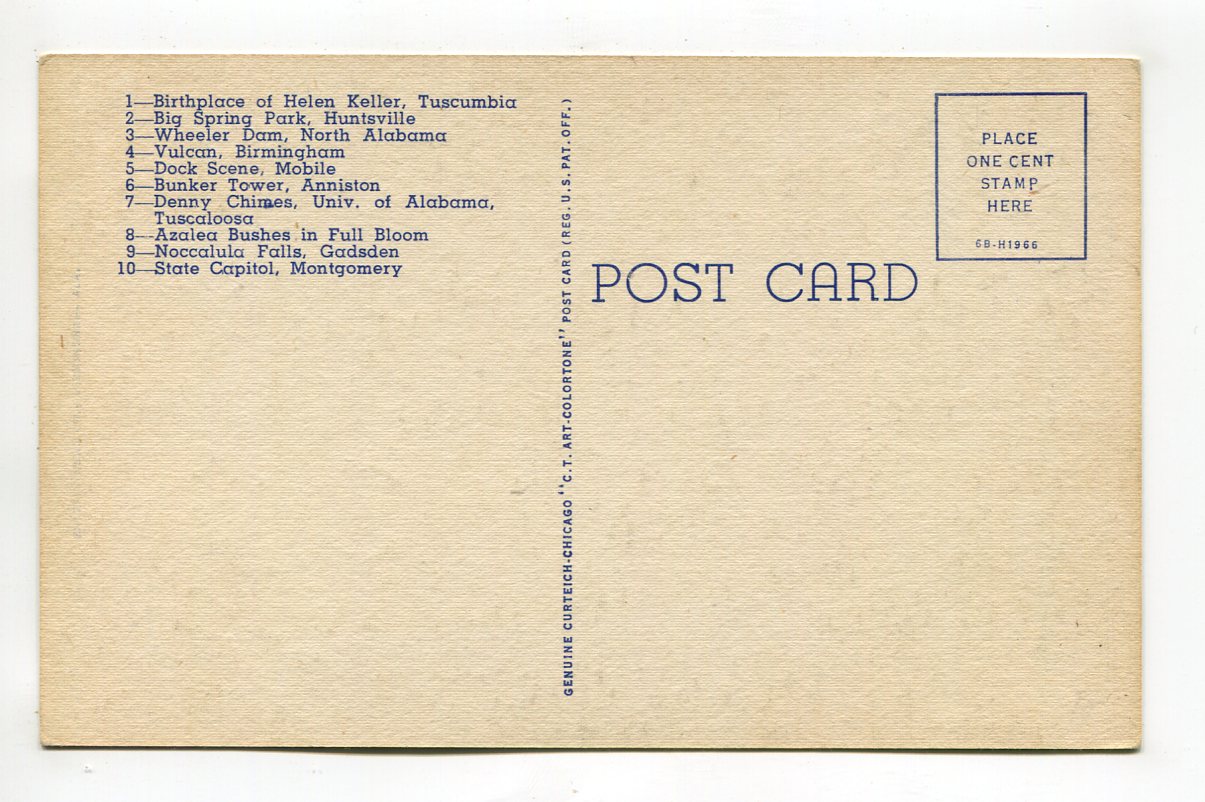 1—Birthplace of Helen Keller, Tuscumbia
2—Big Spring Park, Huntsville
3—Wheeler Dam, North Alabama
4—Vulcan, Birmingham
5—Dock Scene, Mobile
6—Bunker Tower, Anniston
7—Denny Chimes, Univ. of Alabama,
Tuscaloosa
8—Azalea Bushes in Full Bloom
9—Noccalula Falls, Gadsden
10—State Capitol, Montgomery
GENUINE CURTEICH-CHICAGO "C.T. ART-COLORTONE" POST CARD (REG. U.S. PAT. OFF.)
POST CARD
PLACE
ONE CENT
STAMP
HERE
6B-H1966